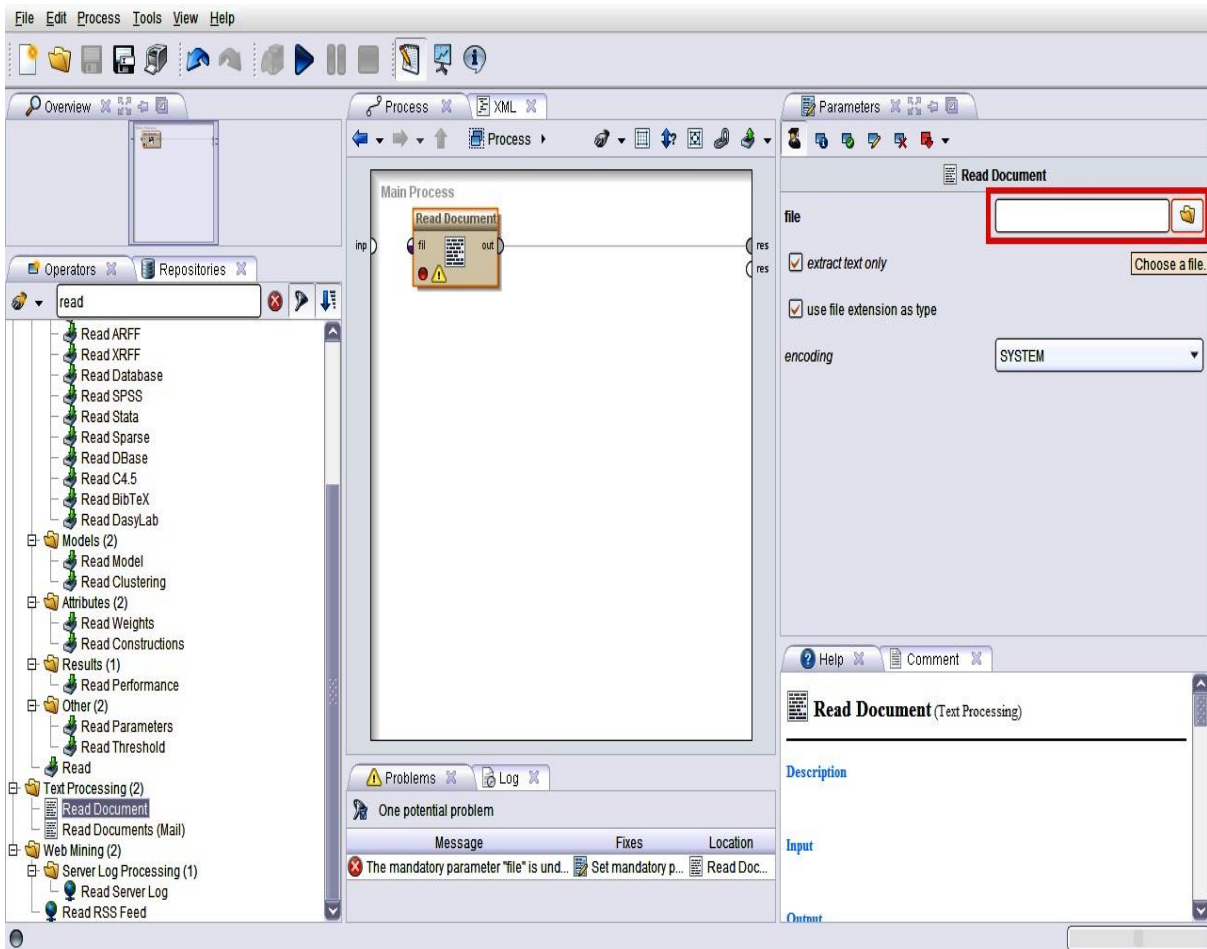 File Edit Process Tools View Help
Overview
Operators
Repositories
read
Read ARFF
Read XRFF
Read Database
Read SPSS
Read Stata
Read Sparse
Read DBase
Read C4.5
Read BibTeX
Read DasyLab
Models (2)
Read Model
Read Clustering
Attributes (2)
Read Weights
Read Constructions
Results (1)
Read Performance
Other (2)
Read Parameters
Read Threshold
Read
Text Processing (2)
Read Document
Read Documents (Mail)
Web Mining (2)
Server Log Processing (1)
Read Server Log
Read RSS Feed
Process
XML
Process
Main Process
Read Document
inp
fil
out
res
res
Problems
Log
One potential problem
Message Fixes Location
The mandatory parameter "file" is und... Set mandatory p... Read Doc...
Parameters
Read Document
file
extract text only
Choose a file.
use file extension as type
encoding
SYSTEM
Help
Comment
Read Document (Text Processing)
Description
Input
Output